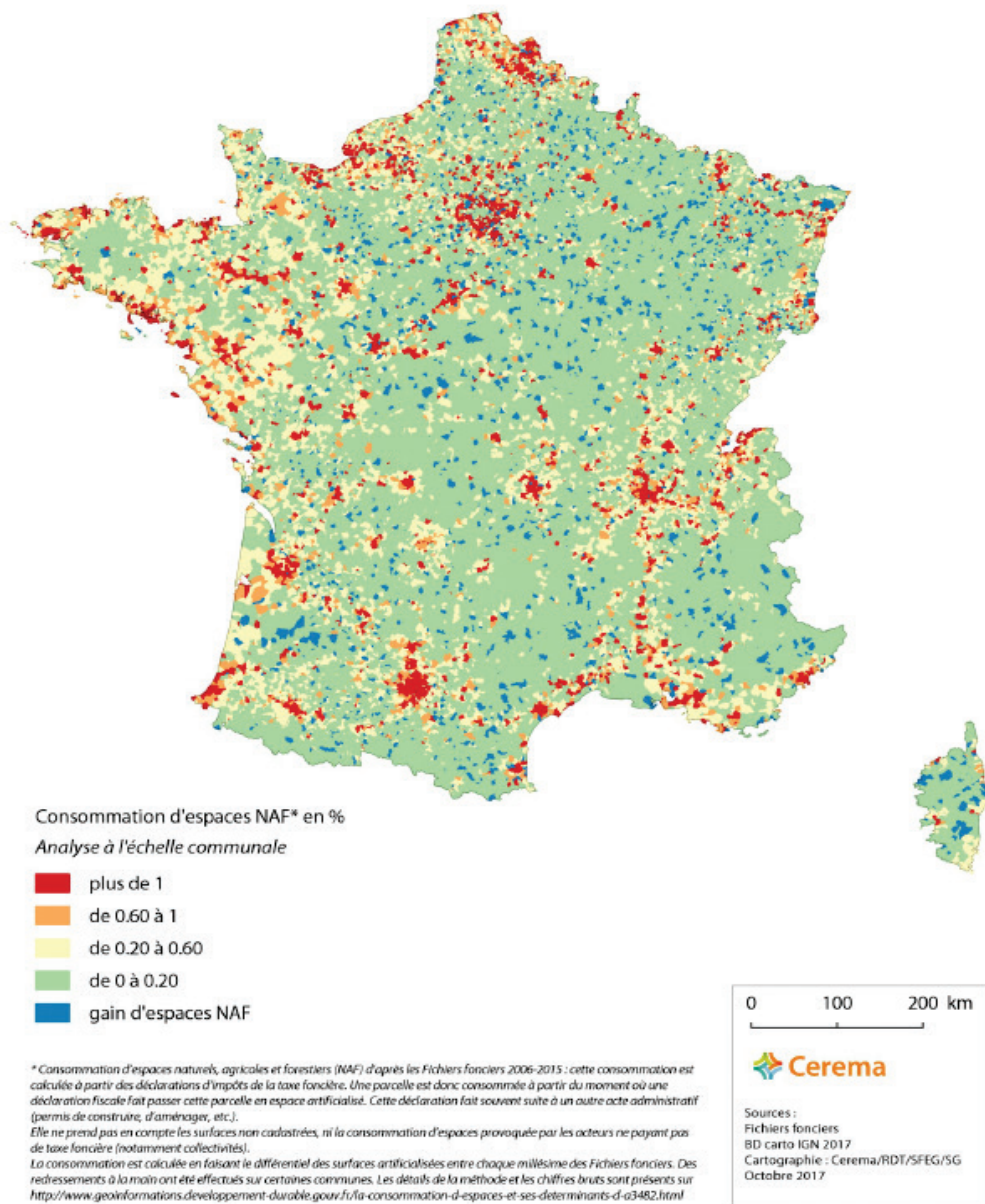 Consommation d'espaces NAF* en %
Analyse à l'échelle communale
plus de 1
de 0.60 à 1
de 0.20 à 0.60
de 0 à 0.20
gain d'espaces NAF
0 100 200 km
Cerema
Sources :
Fichiers fonciers
BD carto IGN 2017
Cartographie : Cerema/RDT/SFEG/SG
Octobre 2017
* Consommation d'espaces naturels, agricoles et forestiers (NAF) d'après les Fichiers fonciers 2006-2015 : cette consommation est
calculée à partir des déclarations d'impôts de la taxe foncière. Une parcelle est donc consommée à partir du moment où une
déclaration fiscale fait passer cette parcelle en espace artificialisé. Cette déclaration fait souvent suite à un autre acte administratif
(permis de construire, d'aménager, etc.).
Elle ne prend pas en compte les surfaces non cadastrées, ni la consommation d'espaces provoquée par les acteurs ne payant pas
de taxe foncière (notamment collectivités).
La consommation est calculée en faisant le différentiel des surfaces artificialisées entre chaque millésime des Fichiers fonciers. Des
redressements à la main ont été effectués sur certaines communes. Les détails de la méthode et les chiffres bruts sont présents sur
http://www.geoinformations.developpement-durable.gouv.fr/la-consommation-d-espaces-et-ses-determinants-d-a3482.html